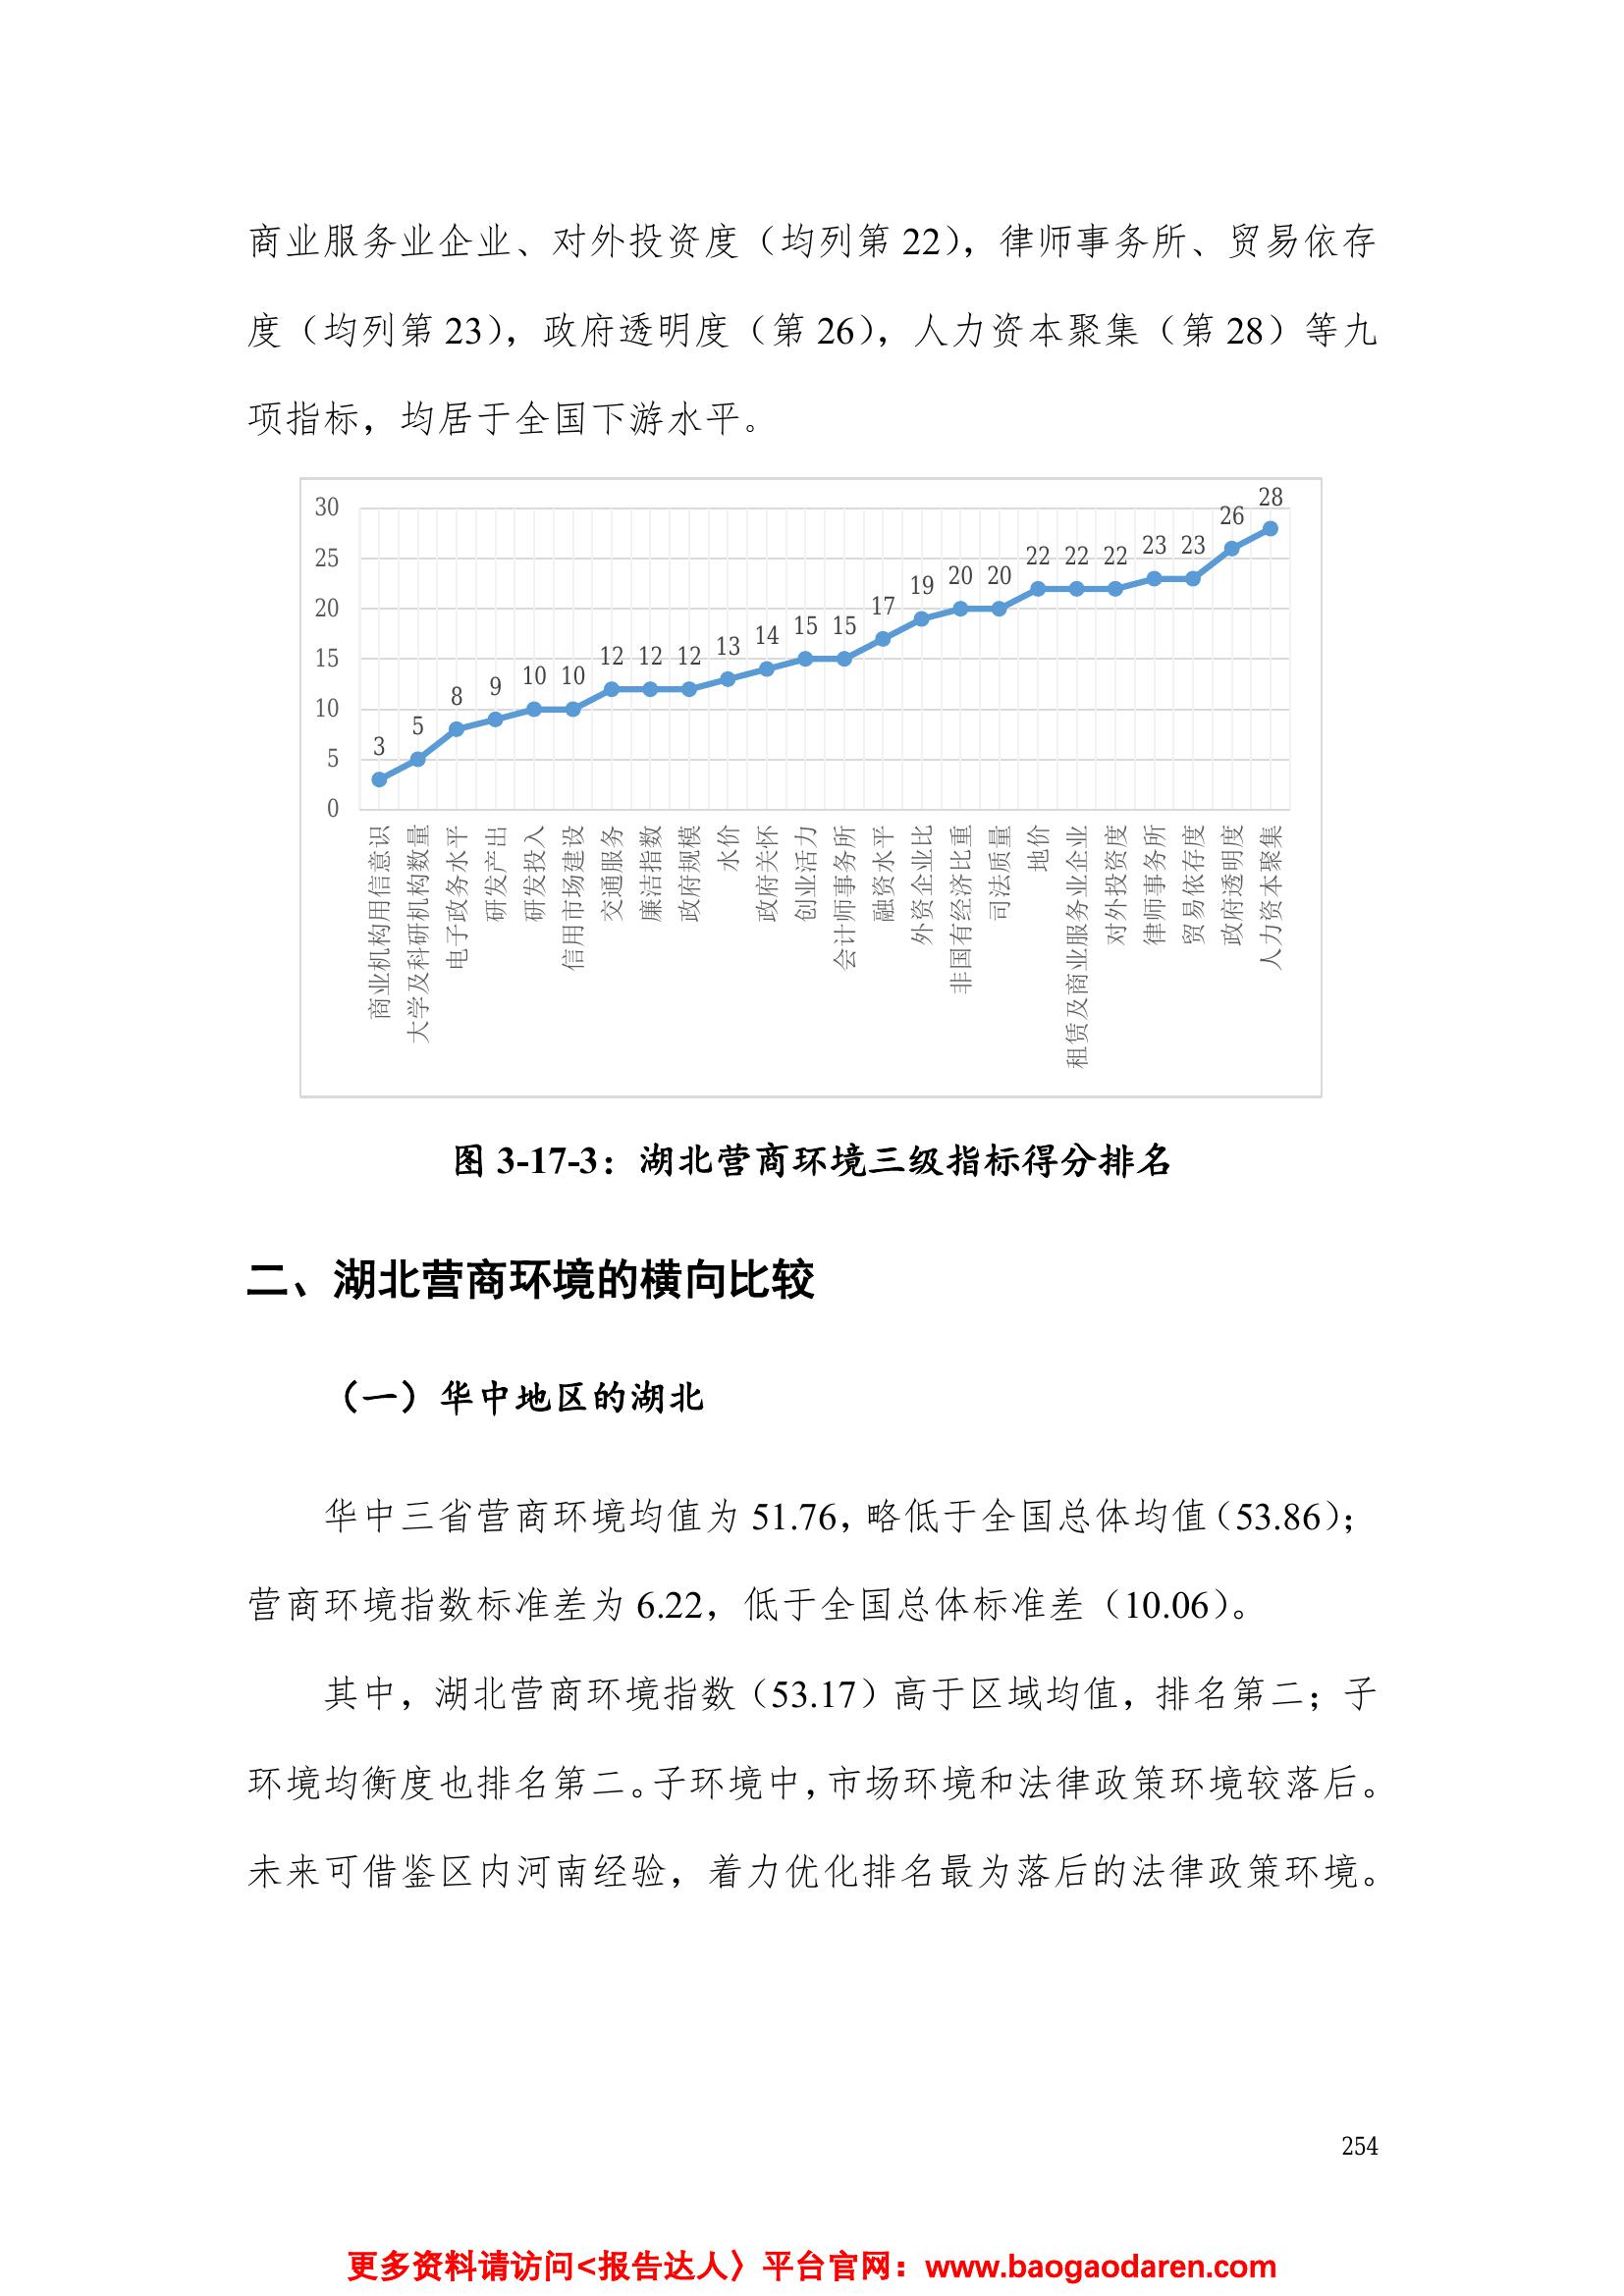 商业服务业企业、对外投资度（均列第 22），律师事务所、贸易依存
度（均列第 23），政府透明度（第 26），人力资本聚集（第 28）等九
项指标，均居于全国下游水平。
30
25
20
15
10
5
0
3
5
8
9
10
10
12
12
12
13
14
15
15
17
19
20
20
22
22
22
23
23
26
28
商业机构用信意识
大学及科研机构数量
电子政务水平
研发产出
研发投入
信用市场建设
交通服务
廉洁指数
政府规模
水价
政府关怀
创业活力
会计师事务所
融资水平
外资企业比
非国有经济比重
司法质量
地价
租赁及商业服务业企业
对外投资度
律师事务所
贸易依存度
政府透明度
人力资本聚集
图 3-17-3：湖北营商环境三级指标得分排名
二、湖北营商环境的横向比较
（一）华中地区的湖北
华中三省营商环境均值为 51.76，略低于全国总体均值（53.86）；
营商环境指数标准差为 6.22，低于全国总体标准差（10.06）。
其中，湖北营商环境指数（53.17）高于区域均值，排名第二；子
环境均衡度也排名第二。子环境中，市场环境和法律政策环境较落后。
未来可借鉴区内河南经验，着力优化排名最为落后的法律政策环境。
254
更多资料请访问<报告达人〉平台官网：www.baogaodaren.com